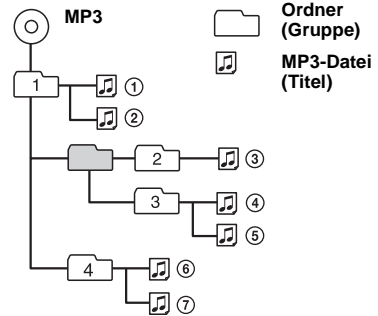 MP3
Ordner
(Gruppe)
MP3-Datei
(Titel)
1
①
②
2
③
3
④
⑤
4
⑥
⑦